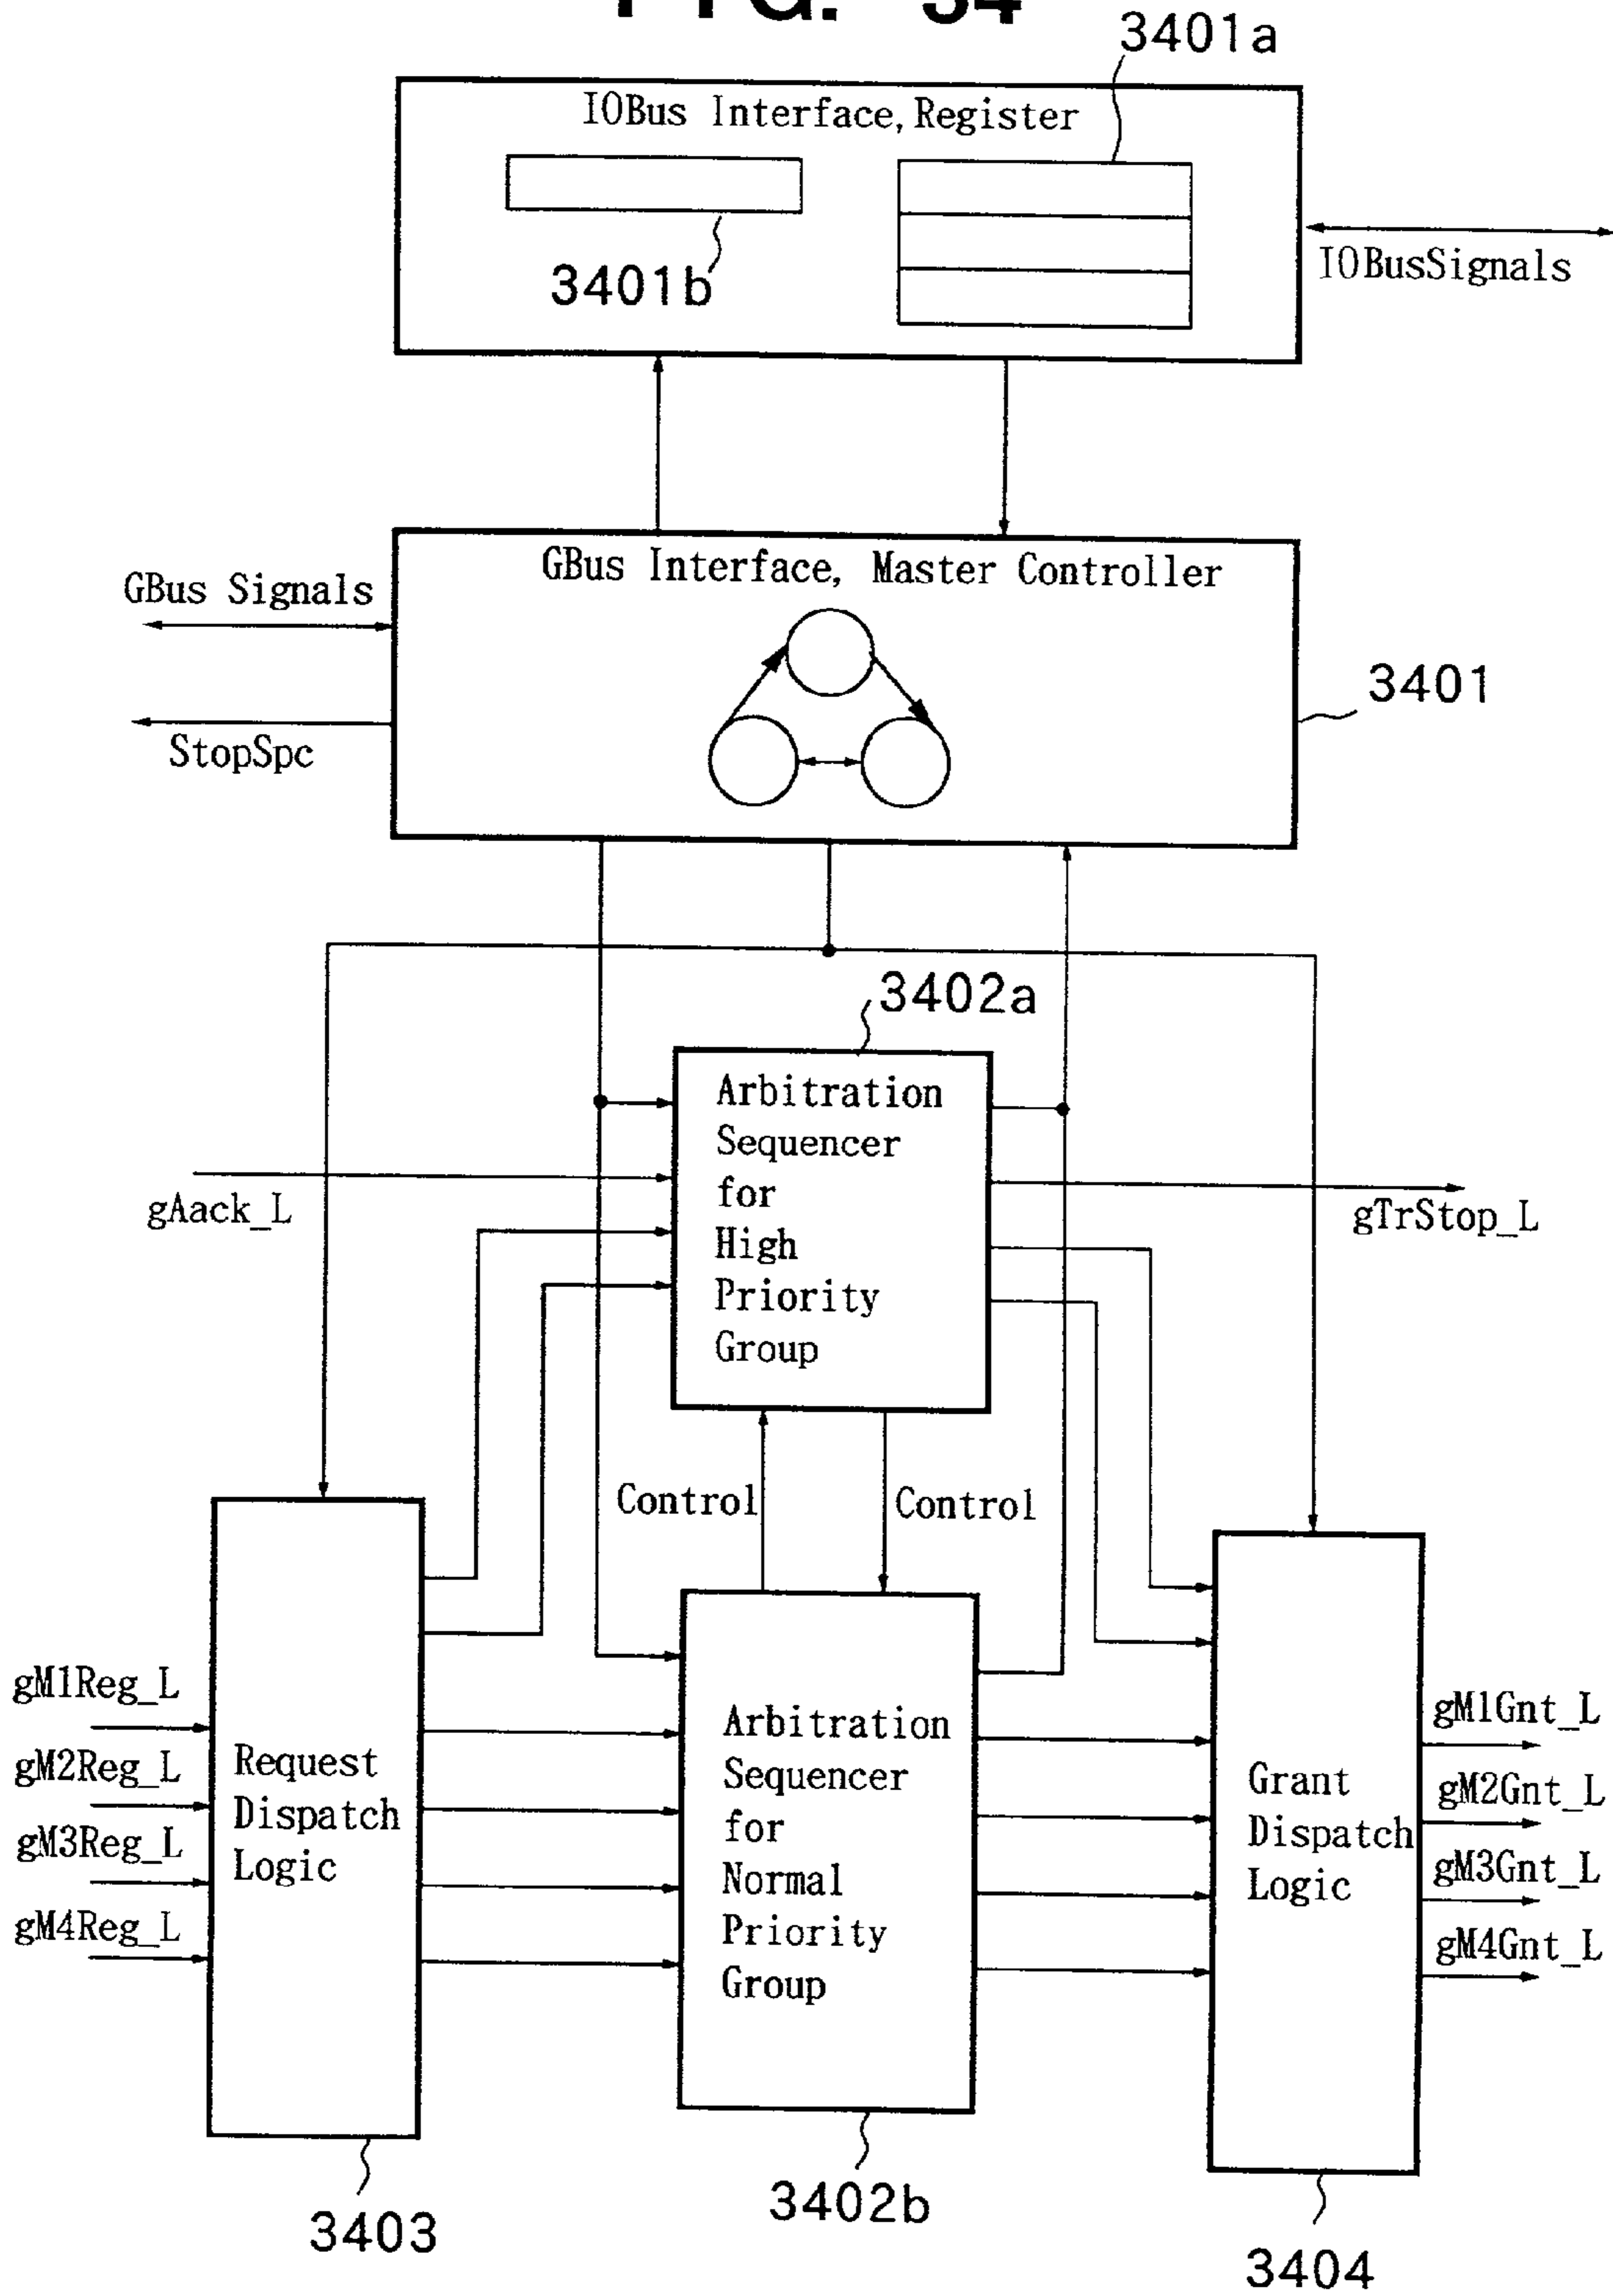 FIG. 34
3401a
IOBus Interface, Register
3401b
IOBusSignals
GBus Interface, Master Controller
GBus Signals
3401
StopSpc
3402a
Arbitration
Sequencer
for
High
Priority
Group
gAack_L
gTrStop_L
Control
Control
gM1Reg_L
gM2Reg_L
gM3Reg_L
gM4Reg_L
Request
Dispatch
Logic
Arbitration
Sequencer
for
Normal
Priority
Group
Grant
Dispatch
Logic
gM1Gnt_L
gM2Gnt_L
gM3Gnt_L
gM4Gnt_L
3403
3402b
3404